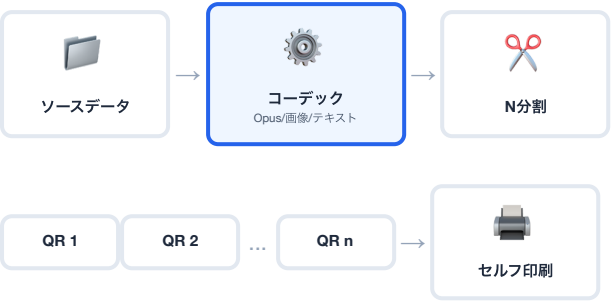 ソースデータ
コーデック
Opus/画像/テキスト
N分割
QR 1
QR 2
...
QR n
セルフ印刷